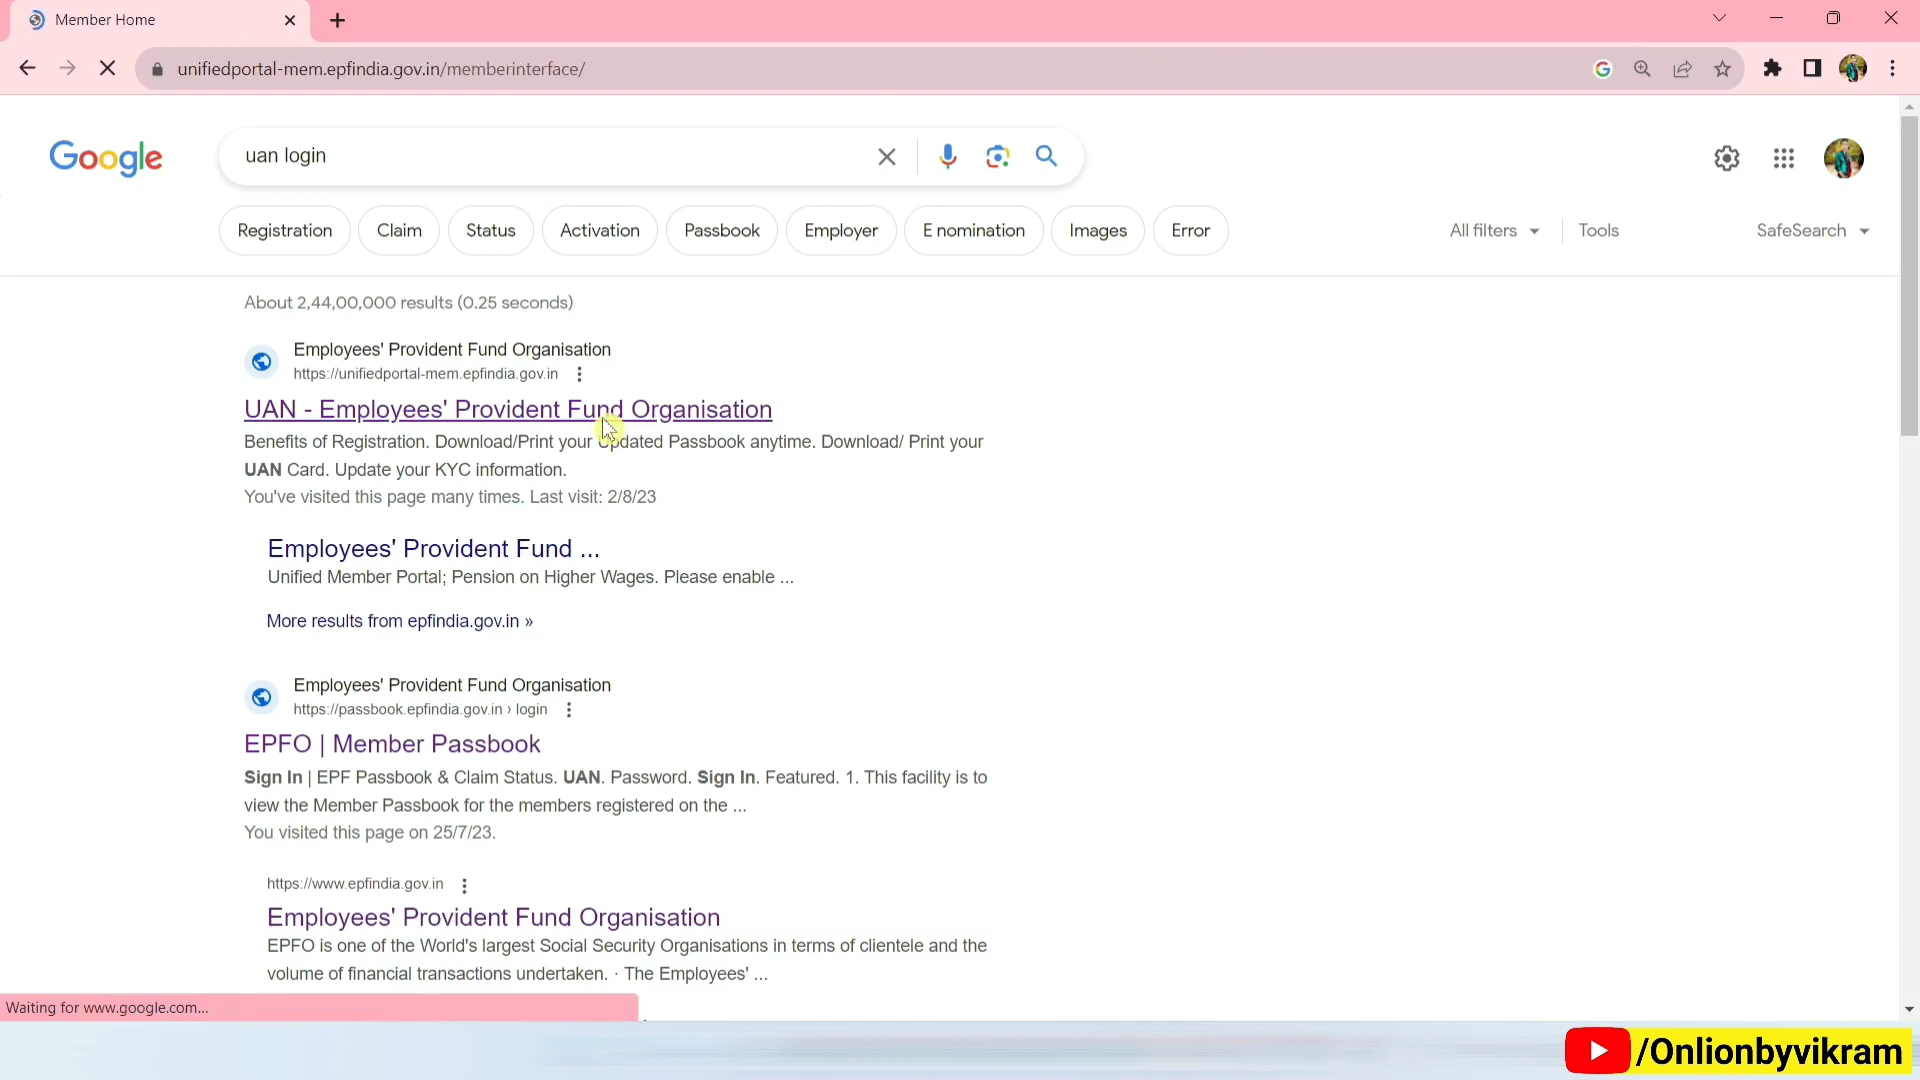 Member Home
unifiedportal-mem.epfindia.gov.in/memberinterface/
Google
uan login
Registration
Claim
Status
Activation
Passbook
Employer
E nomination
Images
Error
All filters
Tools
SafeSearch
About 2,44,00,000 results (0.25 seconds)
Employees' Provident Fund Organisation
https://unifiedportal-mem.epfindia.gov.in
UAN - Employees' Provident Fund Organisation
Benefits of Registration. Download/Print your Updated Passbook anytime. Download/ Print your
UAN Card. Update your KYC information.
You've visited this page many times. Last visit: 2/8/23
Employees' Provident Fund ...
Unified Member Portal; Pension on Higher Wages. Please enable ...
More results from epfindia.gov.in »
Employees' Provident Fund Organisation
https://passbook.epfindia.gov.in › login
EPFO | Member Passbook
Sign In | EPF Passbook & Claim Status. UAN. Password. Sign In. Featured. 1. This facility is to
view the Member Passbook for the members registered on the ...
You visited this page on 25/7/23.
https://www.epfindia.gov.in
Employees' Provident Fund Organisation
EPFO is one of the World's largest Social Security Organisations in terms of clientele and the
volume of financial transactions undertaken. · The Employees' ...
Waiting for www.google.com...
/Onlionbyvikram